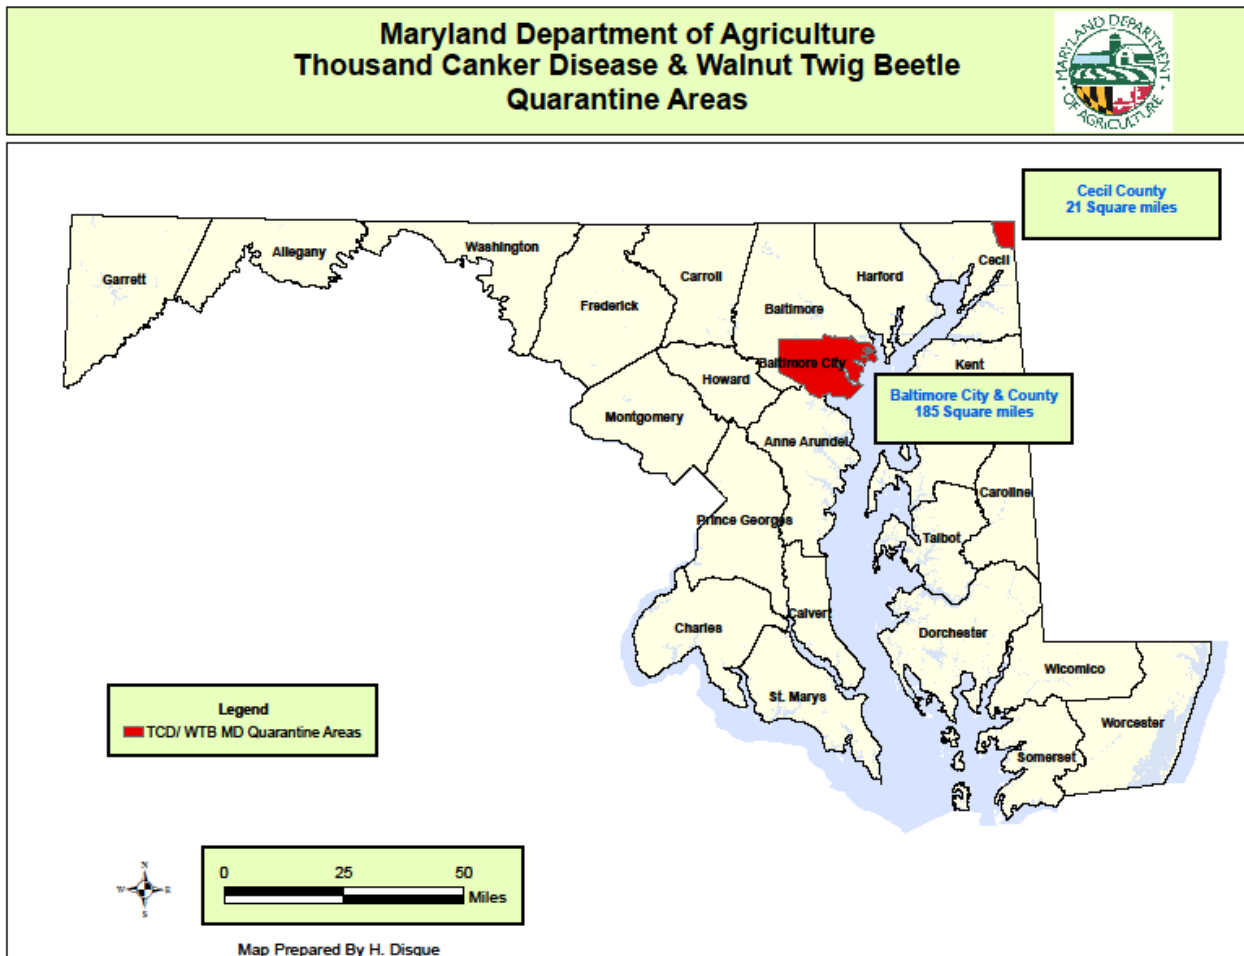 Maryland Department of Agriculture
Thousand Canker Disease & Walnut Twig Beetle
Quarantine Areas
MARYLAND DEPARTMENT
OF AGRICULTURE
Cecil County
21 Square miles
Garrett
Allegany
Washington
Frederick
Carroll
Baltimore
Harford
Cecil
Baltimore City
Howard
Kent
Baltimore City & County
185 Square miles
Montgomery
Anne Arundel
Prince Georges
Caroline
Talbot
Calvert
Charles
Dorchester
St. Marys
Wicomico
Worcester
Somerset
Legend
TCD/ WTB MD Quarantine Areas
N
W E
S
0 25 50
Miles
Map Prepared By H. Disque